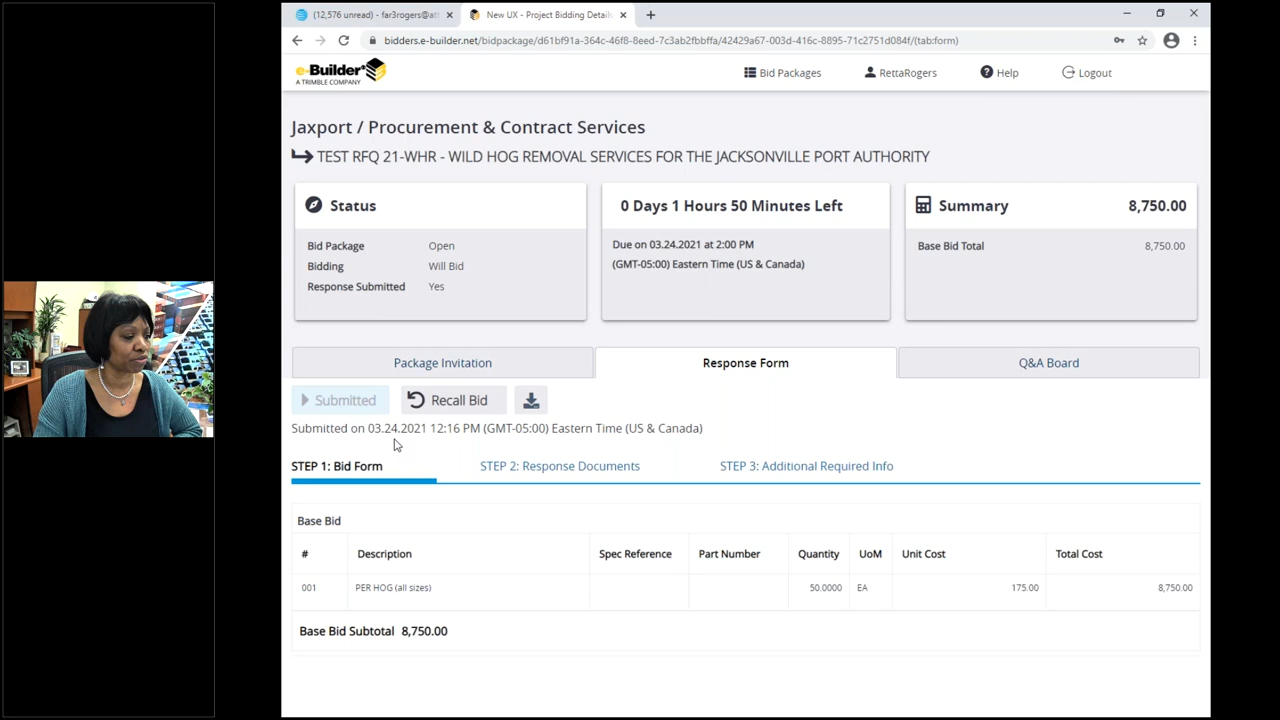 (12,576 unread) - far3rogers@att
New UX - Project Bidding Details
bidders.e-builder.net/bidpackage/d61bf91a-364c-46f8-8eed-7c3ab2fbbffa/42429a67-003d-416c-8895-71c2751d084f/(tab:form)
e-Builder
A TRIMBLE COMPANY
Bid Packages RettaRogers Help Logout
Jaxport / Procurement & Contract Services
TEST RFQ 21-WHR - WILD HOG REMOVAL SERVICES FOR THE JACKSONVILLE PORT AUTHORITY
Status
Bid Package Open
Bidding Will Bid
Response Submitted Yes
0 Days 1 Hours 50 Minutes Left
Due on 03.24.2021 at 2:00 PM
(GMT-05:00) Eastern Time (US & Canada)
Summary 8,750.00
Base Bid Total 8,750.00
Package Invitation Response Form Q&A Board
Submitted Recall Bid
Submitted on 03.24.2021 12:16 PM (GMT-05:00) Eastern Time (US & Canada)
STEP 1: Bid Form STEP 2: Response Documents STEP 3: Additional Required Info
Base Bid
# Description Spec Reference Part Number Quantity UoM Unit Cost Total Cost
001 PER HOG (all sizes) 50.0000 EA 175.00 8,750.00
Base Bid Subtotal 8,750.00